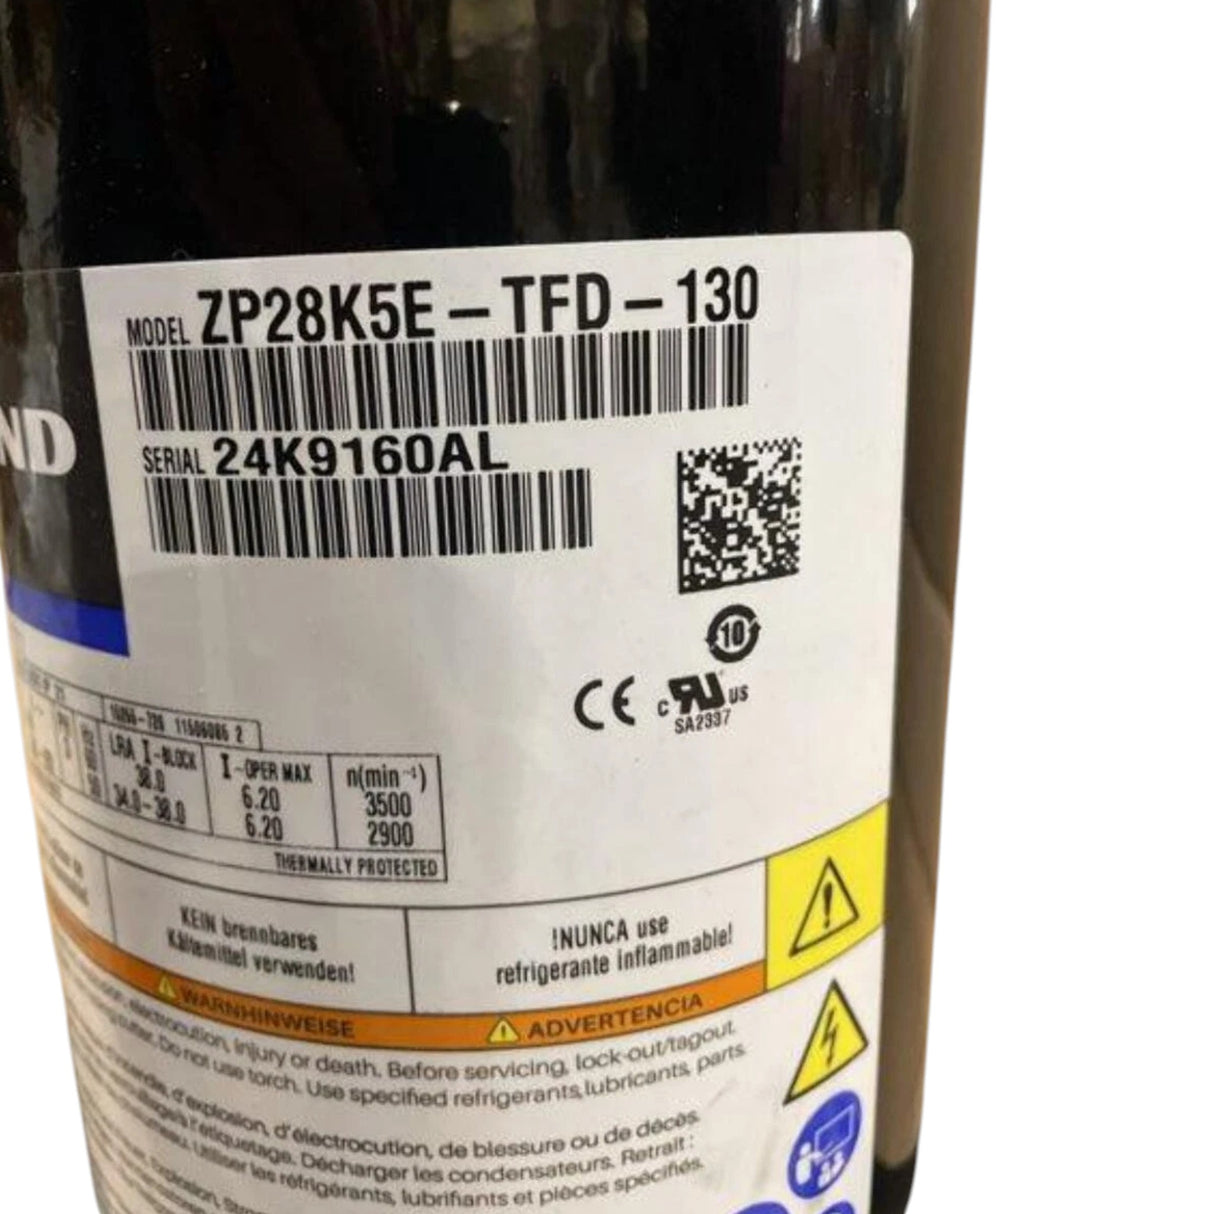 MODEL ZP28K5E-TFD-130
ND
SERIAL 24K9160AL
10
CE c RU us
SA2337
LRA I-BLOCK I-OPER MAX n(min⁻¹)
38.0 6.20 3500
34.0-38.0 6.20 2900
THERMALLY PROTECTED
KEIN brennbares
Kältemittel verwenden!
¡NUNCA use
refrigerante inflammable!
WARNHINWEISE ADVERTENCIA
electrocution, injury or death. Before servicing, lock-out/tagout.
Do not use torch. Use specified refrigerants, lubricants, parts.
d'explosion, d'électrocution, de blessure ou de décès.
l'étiquetage. Décharger les condensateurs. Retrait :
Utiliser les réfrigérants, lubrifiants et pièces spécifiés.